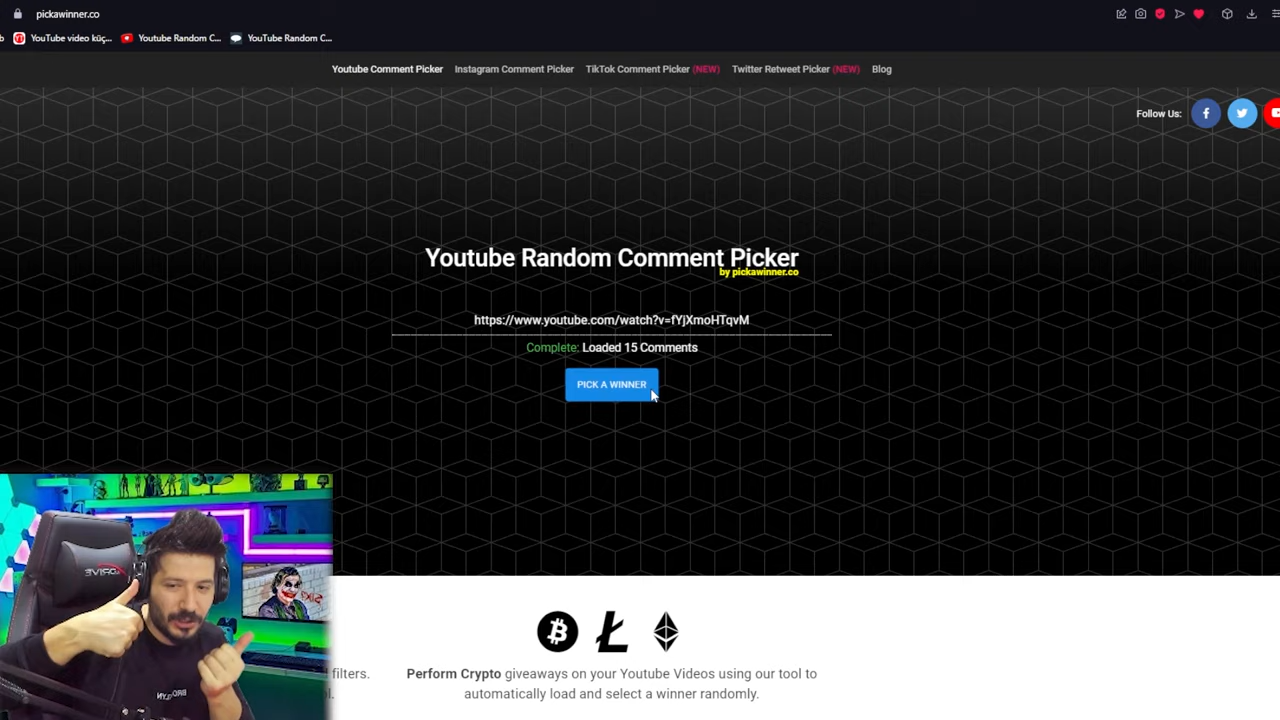 pickawinner.co
YouTube video küç...
Youtube Random C...
YouTube Random C...
Youtube Comment Picker
Instagram Comment Picker
TikTok Comment Picker (NEW)
Twitter Retweet Picker (NEW)
Blog
Follow Us:
Youtube Random Comment Picker
by pickawinner.co
https://www.youtube.com/watch?v=fYjXmoHTqvM
Complete: Loaded 15 Comments
PICK A WINNER
filters.
Perform Crypto giveaways on your Youtube Videos using our tool to
automatically load and select a winner randomly.